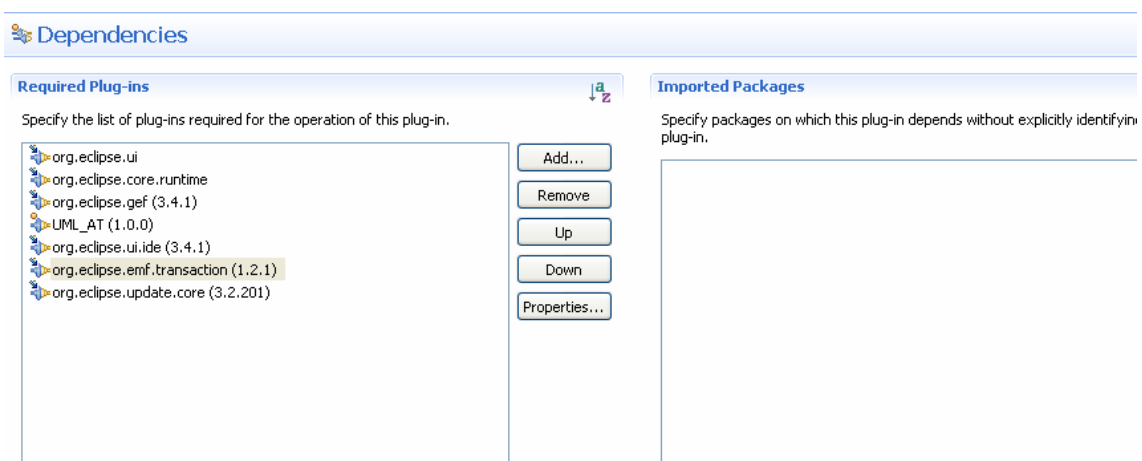 Dependencies
Required Plug-ins
Specify the list of plug-ins required for the operation of this plug-in.
org.eclipse.ui
org.eclipse.core.runtime
org.eclipse.gef (3.4.1)
UML_AT (1.0.0)
org.eclipse.ui.ide (3.4.1)
org.eclipse.emf.transaction (1.2.1)
org.eclipse.update.core (3.2.201)
Add...
Remove
Up
Down
Properties...
a
z
Imported Packages
Specify packages on which this plug-in depends without explicitly identifyin
plug-in.